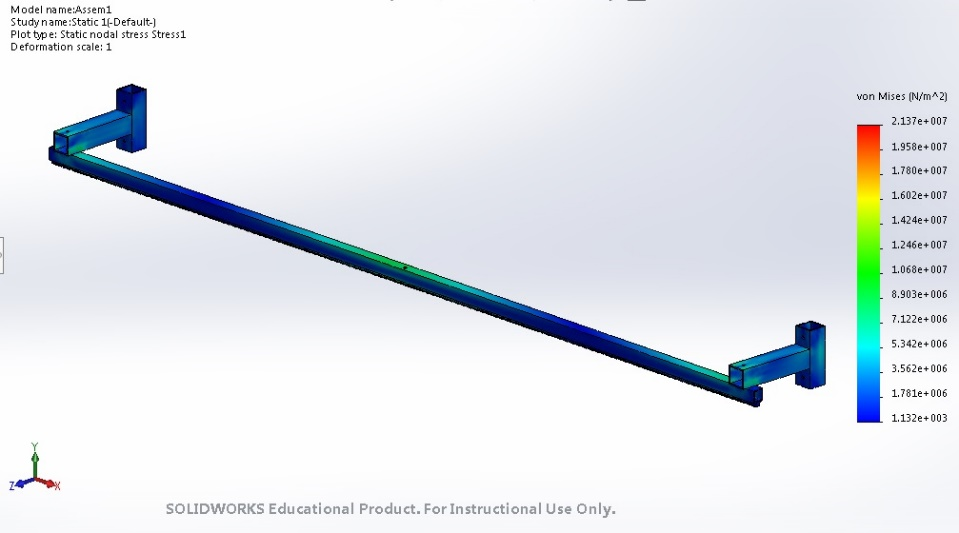 Model name:Assem1
Study name:Static 1(-Default-)
Plot type: Static nodal stress Stress1
Deformation scale: 1
von Mises (N/m^2)
2.137e+007
1.958e+007
1.780e+007
1.602e+007
1.424e+007
1.246e+007
1.068e+007
8.903e+006
7.122e+006
5.342e+006
3.562e+006
1.781e+006
1.132e+003
Y
Z
X
SOLIDWORKS Educational Product. For Instructional Use Only.